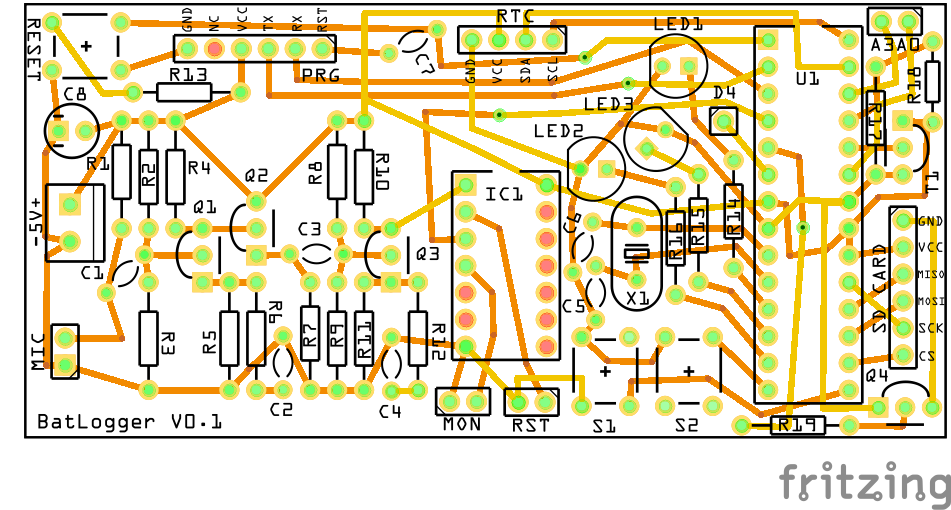 RESET
GND
NC
VCC
TX
RX
RST
PRG
C7
RTC
GND
VCC
SDA
SCL
LED1
A3
A0
U1
R18
R17
R13
C8
LED3
D4
LED2
R1
R2
R4
Q2
R8
R10
IC1
T1
-5V+
Q1
C3
Q3
C6
R16
R15
R14
GND
VCC
MISO
MOSI
SCK
CS
SD CARD
C1
X1
C5
MIC
R3
R5
R6
R7
R9
R11
R12
C2
C4
Q4
BatLogger V0.1
MON
RST
S1
S2
R19
fritzing